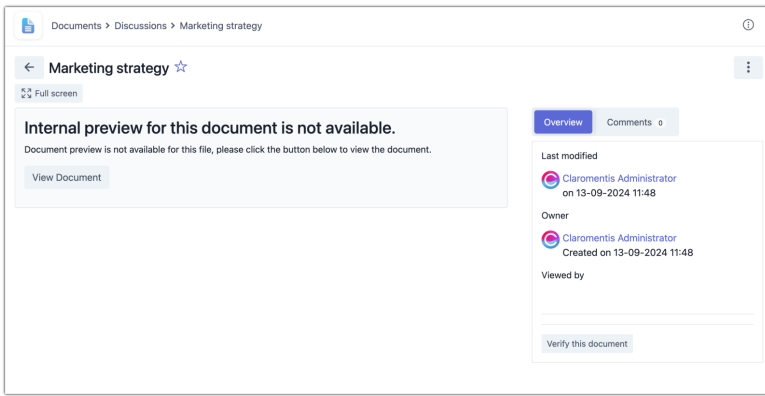 Documents > Discussions > Marketing strategy
Marketing strategy
Full screen
Internal preview for this document is not available.
Document preview is not available for this file, please click the button below to view the document.
View Document
Overview Comments 0
Last modified
Claromentis Administrator
on 13-09-2024 11:48
Owner
Claromentis Administrator
Created on 13-09-2024 11:48
Viewed by
Verify this document